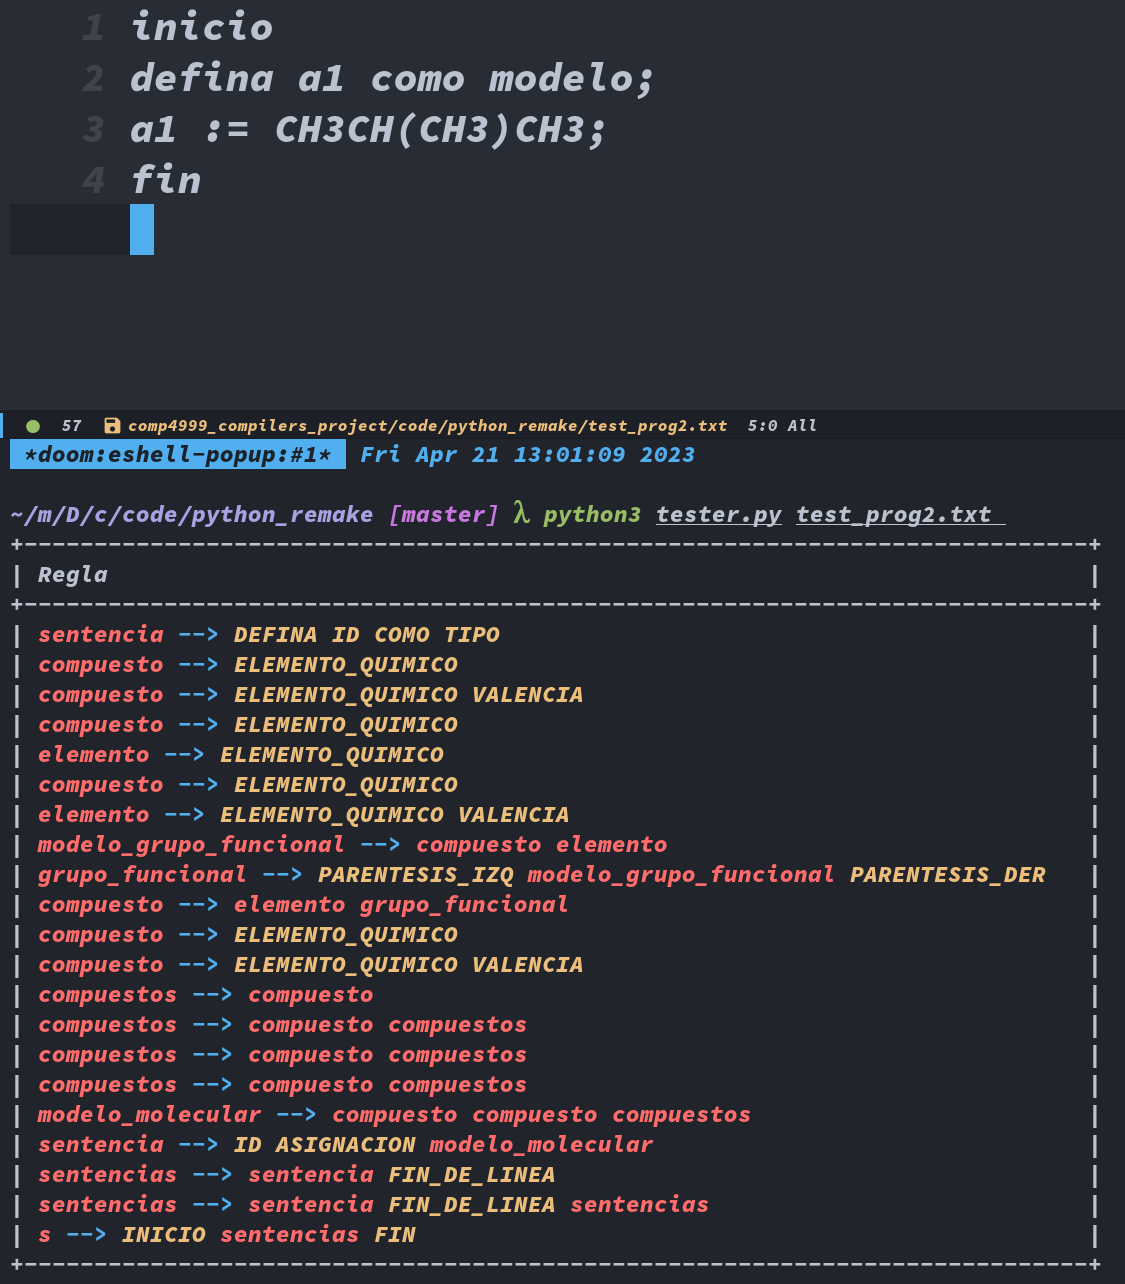 1 inicio
2 defina a1 como modelo;
3 a1 := CH3CH(CH3)CH3;
4 fin
57 comp4999_compilers_project/code/python_remake/test_prog2.txt 5:0 All
*doom:eshell-popup:#1* Fri Apr 21 13:01:09 2023
~/m/D/c/code/python_remake [master] λ python3 tester.py test_prog2.txt
+----------------------------------------------------------------------------+
| Regla |
+----------------------------------------------------------------------------+
| sentencia --> DEFINA ID COMO TIPO |
| compuesto --> ELEMENTO_QUIMICO |
| compuesto --> ELEMENTO_QUIMICO VALENCIA |
| compuesto --> ELEMENTO_QUIMICO |
| elemento --> ELEMENTO_QUIMICO |
| compuesto --> ELEMENTO_QUIMICO |
| elemento --> ELEMENTO_QUIMICO VALENCIA |
| modelo_grupo_funcional --> compuesto elemento |
| grupo_funcional --> PARENTESIS_IZQ modelo_grupo_funcional PARENTESIS_DER |
| compuesto --> elemento grupo_funcional |
| compuesto --> ELEMENTO_QUIMICO |
| compuesto --> ELEMENTO_QUIMICO VALENCIA |
| compuestos --> compuesto |
| compuestos --> compuesto compuestos |
| compuestos --> compuesto compuestos |
| compuestos --> compuesto compuestos |
| modelo_molecular --> compuesto compuesto compuestos |
| sentencia --> ID ASIGNACION modelo_molecular |
| sentencias --> sentencia FIN_DE_LINEA |
| sentencias --> sentencia FIN_DE_LINEA sentencias |
| s --> INICIO sentencias FIN |
+----------------------------------------------------------------------------+